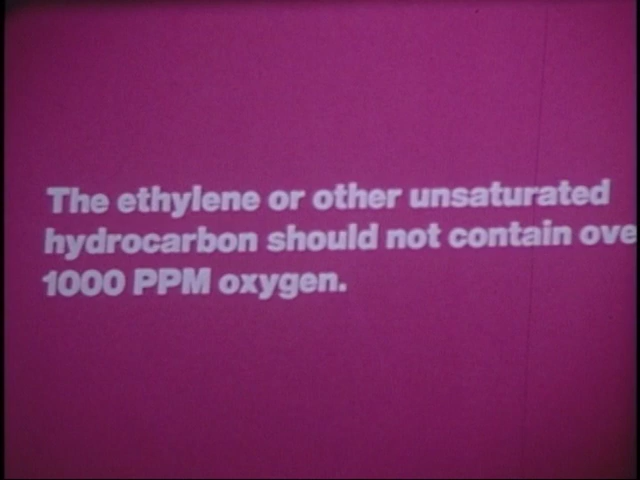 The ethylene or other unsaturated
hydrocarbon should not contain ove
1000 PPM oxygen.